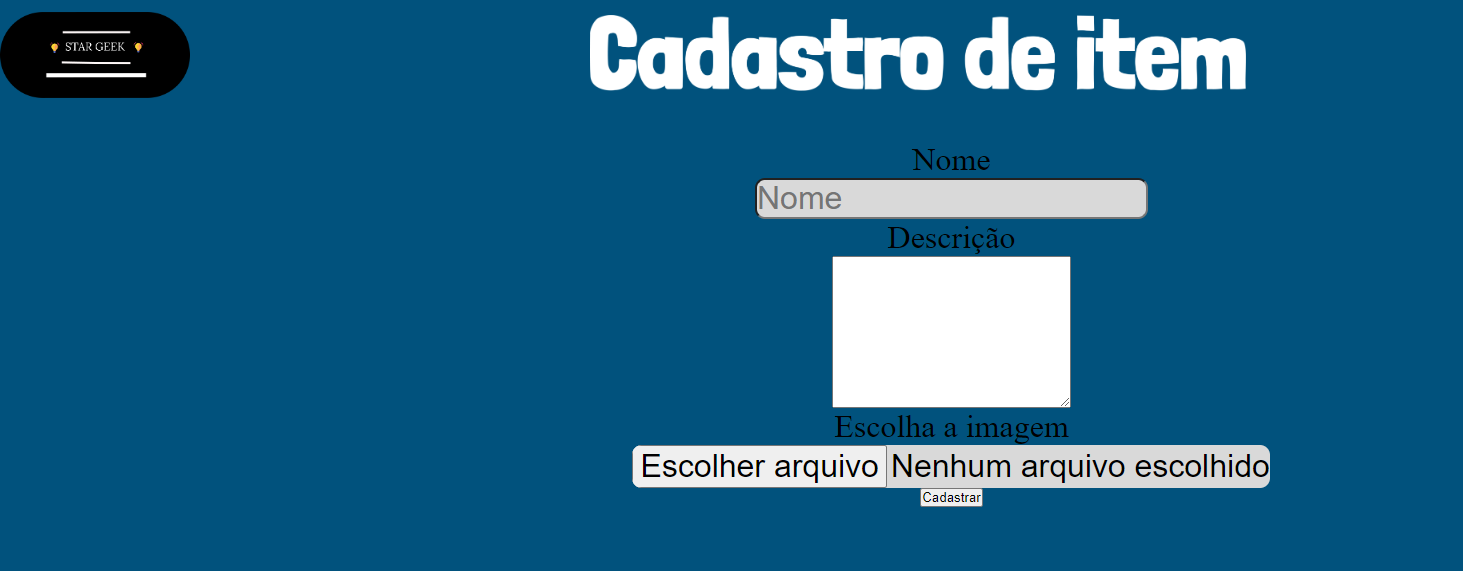 STAR GEEK
Cadastro de item
Nome
Nome
Descrição
Escolha a imagem
Escolher arquivo Nenhum arquivo escolhido
Cadastrar